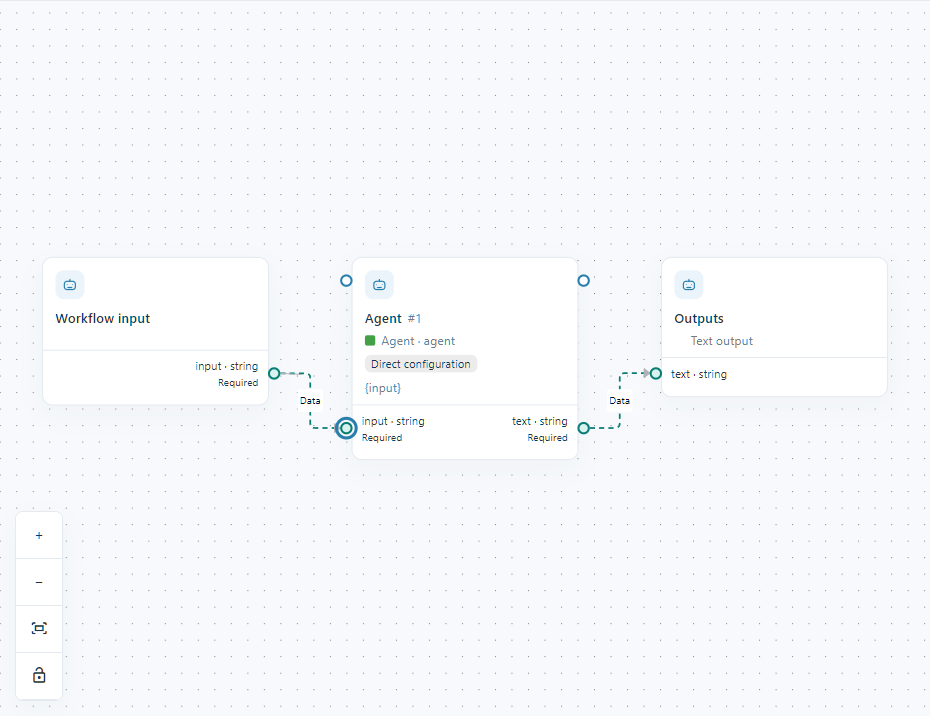 Workflow input
input · string
Required
Data
Agent #1
Agent · agent
Direct configuration
{input}
input · string
Required
text · string
Required
Data
Outputs
Text output
text · string
+
−